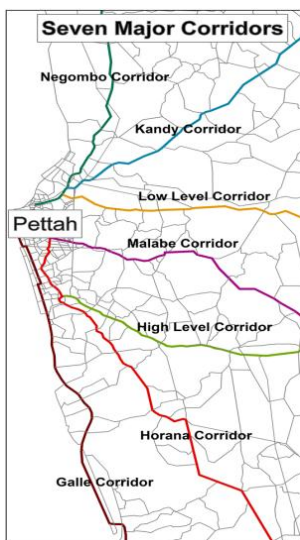 Seven Major Corridors
Negombo Corridor
Kandy Corridor
Low Level Corridor
Pettah
Malabe Corridor
High Level Corridor
Horana Corridor
Galle Corridor